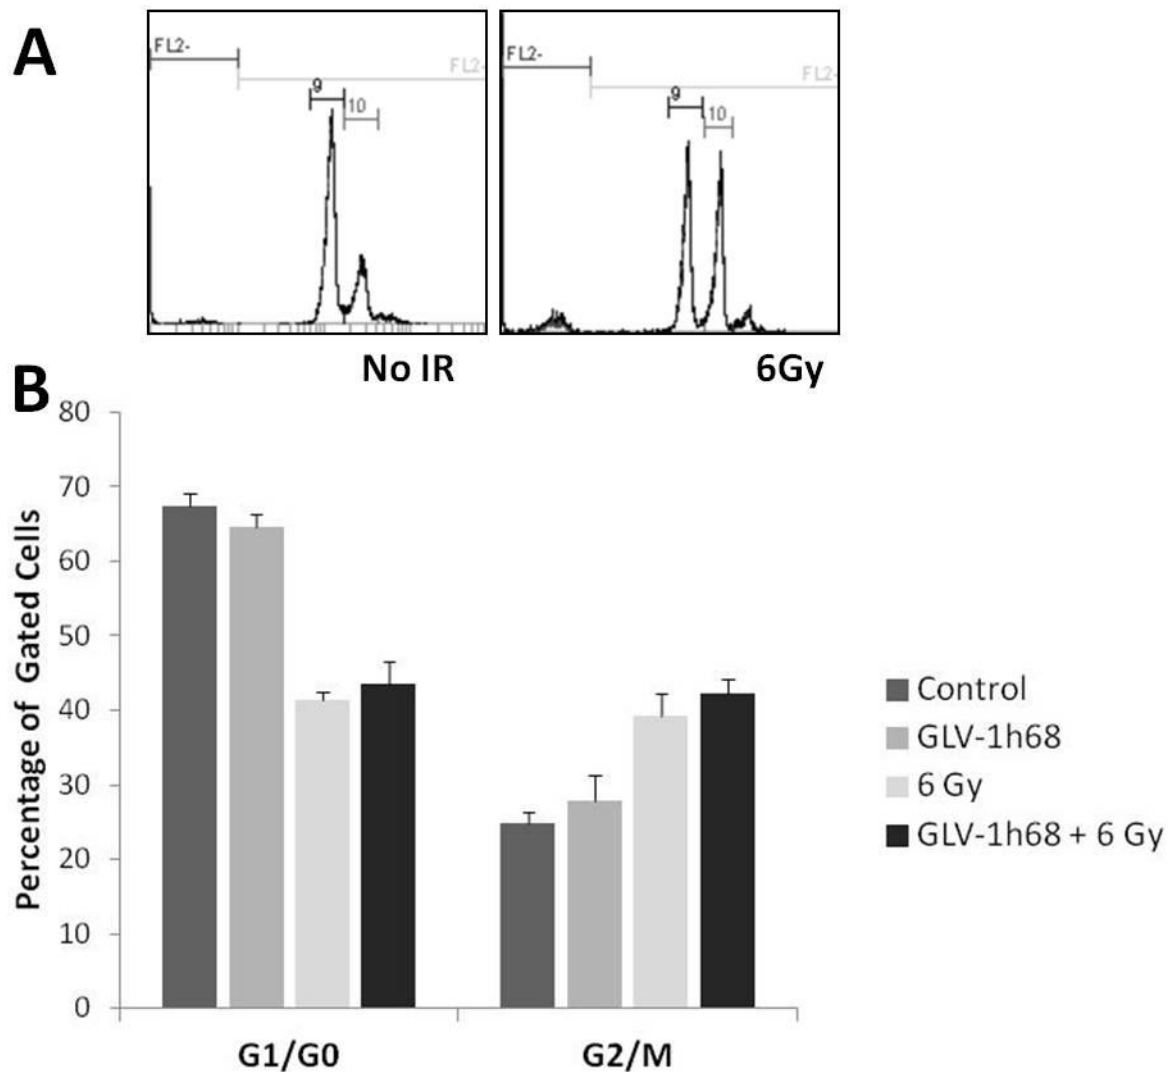 A
FL2-
FL2-
9
10
FL2-
FL2-
9
10
No IR
6Gy
B
80
70
60
50
40
30
20
10
0
Percentage of Gated Cells
G1/G0
G2/M
Control
GLV-1h68
6 Gy
GLV-1h68 + 6 Gy